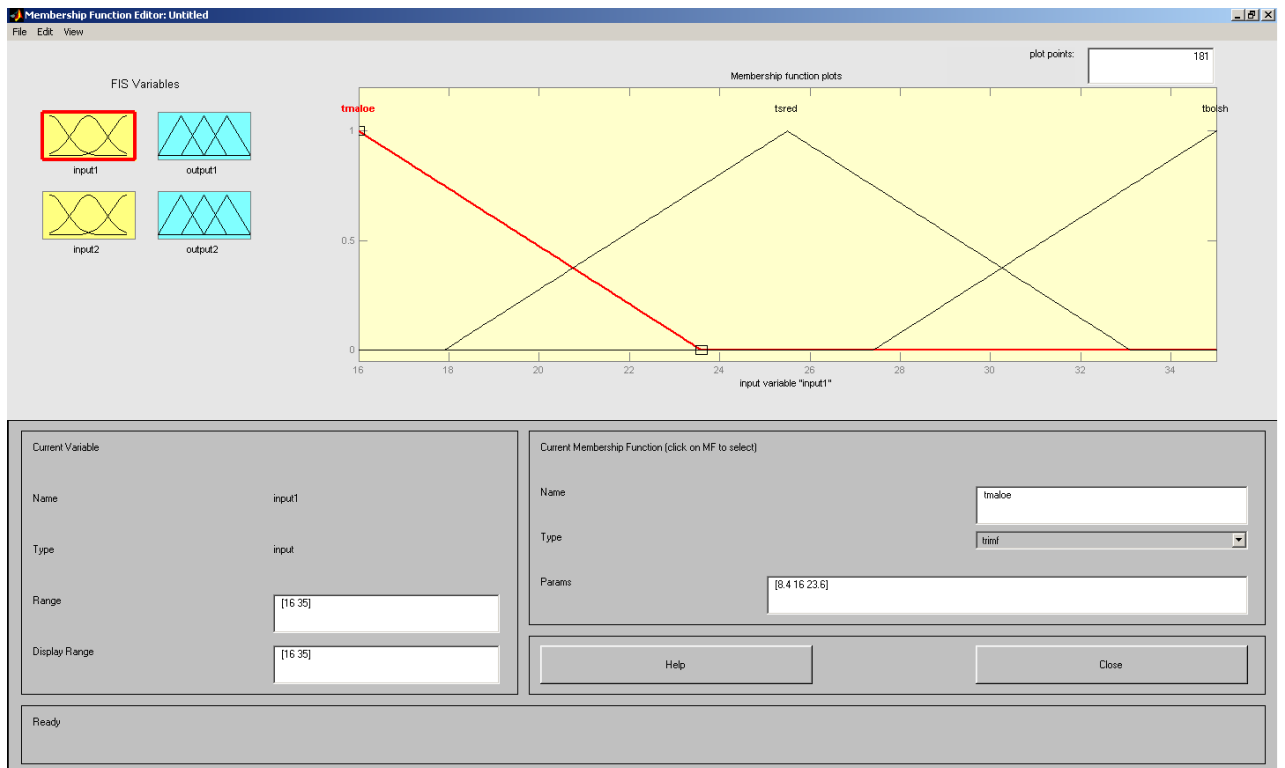 Membership Function Editor: Untitled
File Edit View
plot points: 181
FIS Variables
Membership function plots
tmaloe tsred tbolsh
1
input1 output1
0.5
input2 output2
0
16 18 20 22 24 26 28 30 32 34
input variable "input1"
Current Variable
Name input1
Type input
Range [16 35]
Display Range [16 35]
Current Membership Function (click on MF to select)
Name tmaloe
Type trimf
Params [8.4 16 23.6]
Help Close
Ready